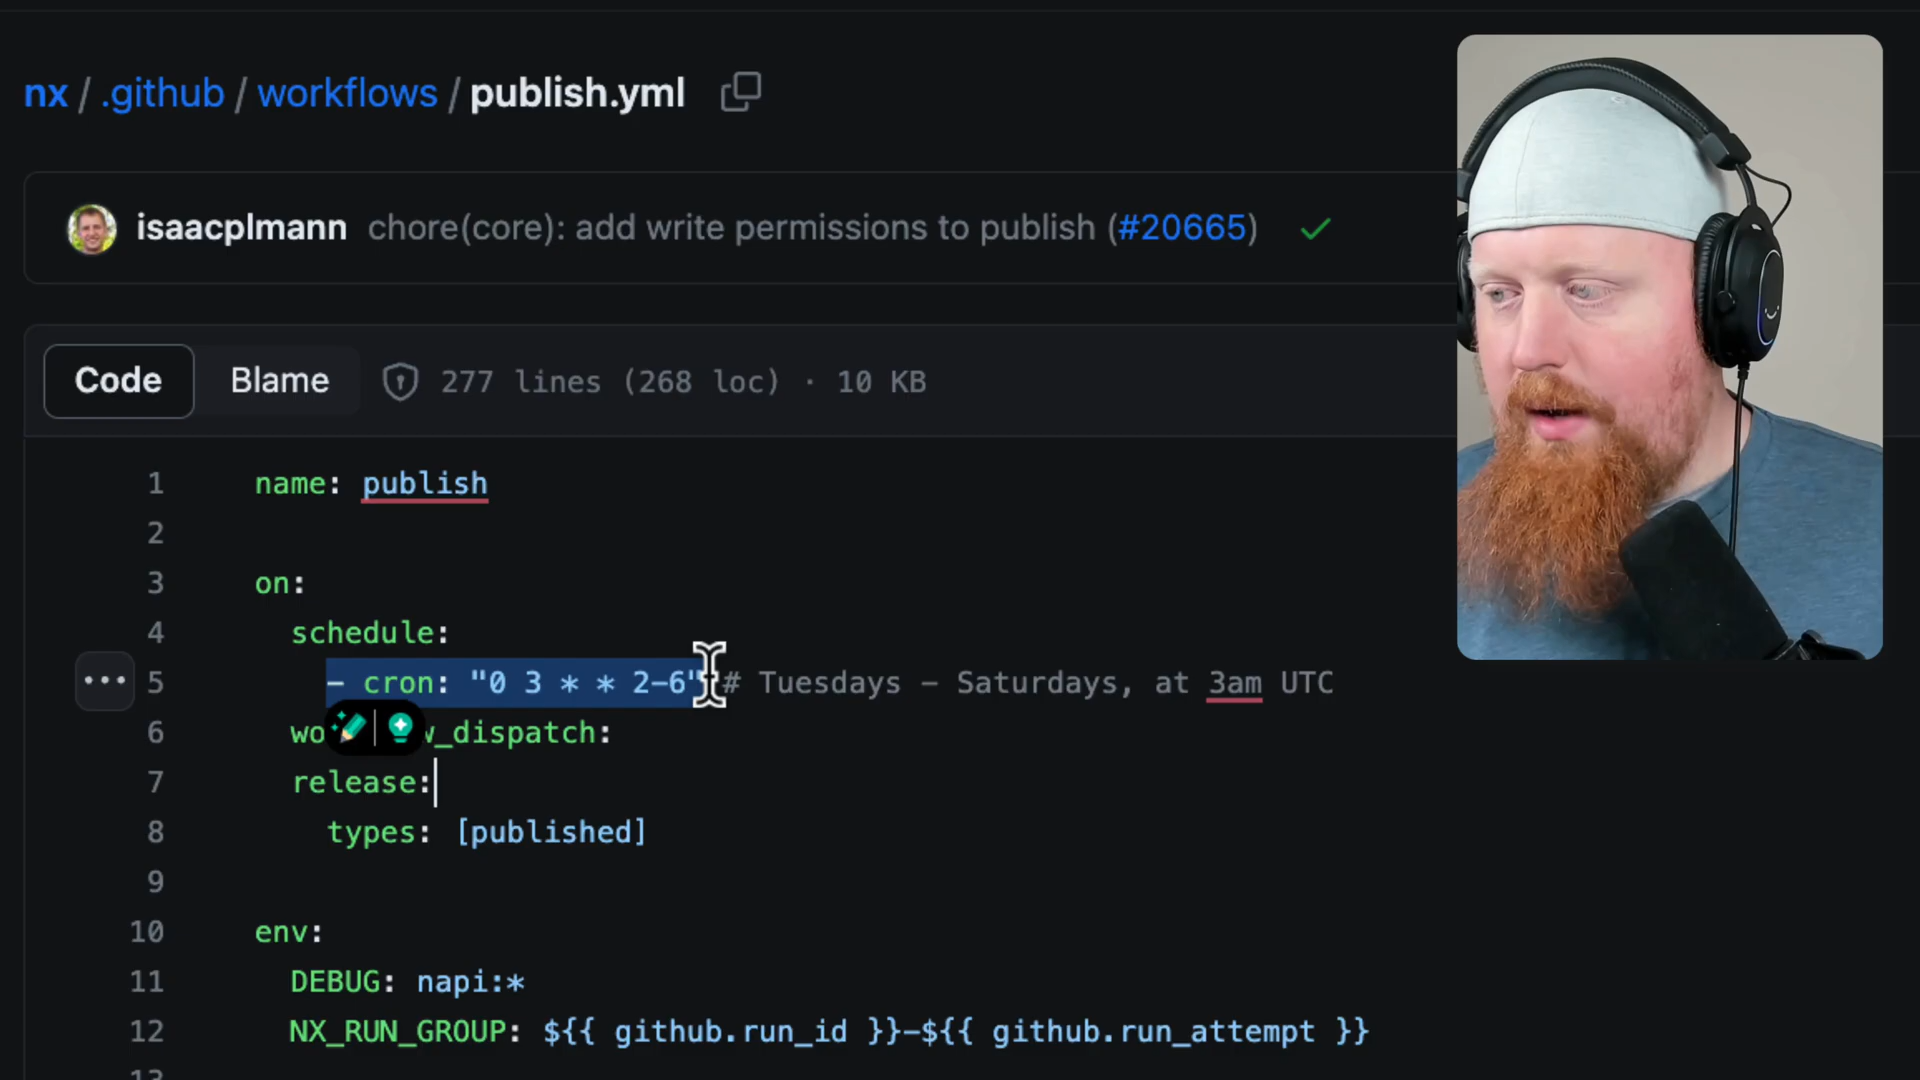 nx / .github / workflows / publish.yml
isaacplmann chore(core): add write permissions to publish (#20665)
Code Blame 277 lines (268 loc) · 10 KB
1 name: publish
2
3 on:
4 schedule:
5 - cron: "0 3 * * 2-6" # Tuesdays - Saturdays, at 3am UTC
6 wo w_dispatch:
7 release:
8 types: [published]
9
10 env:
11 DEBUG: napi:*
12 NX_RUN_GROUP: ${{ github.run_id }}-${{ github.run_attempt }}
13